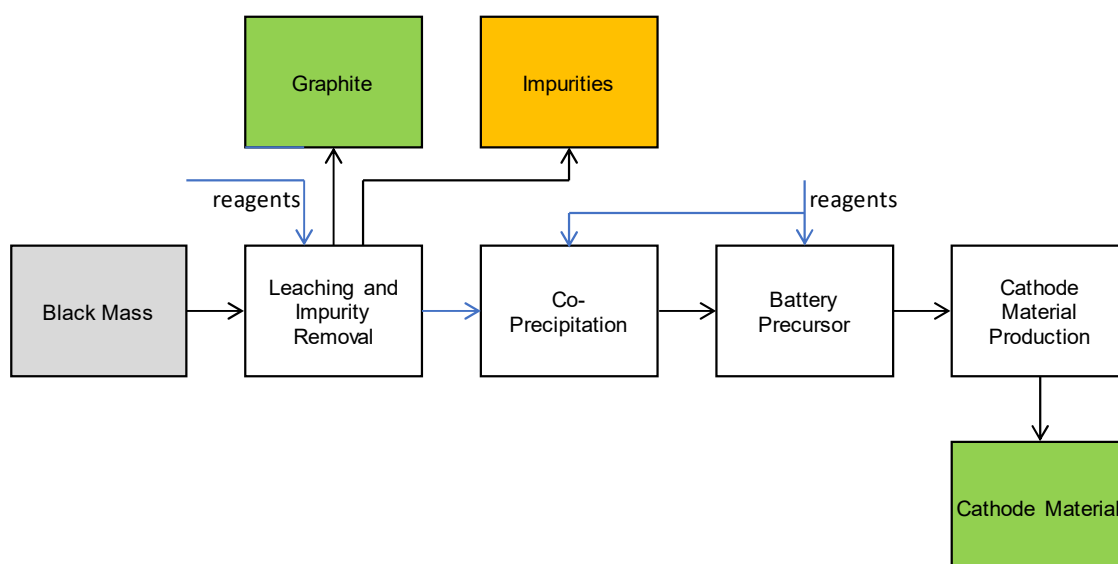 Graphite
Impurities
reagents
reagents
Black Mass
Leaching and
Impurity
Removal
Co-
Precipitation
Battery
Precursor
Cathode
Material
Production
Cathode Material